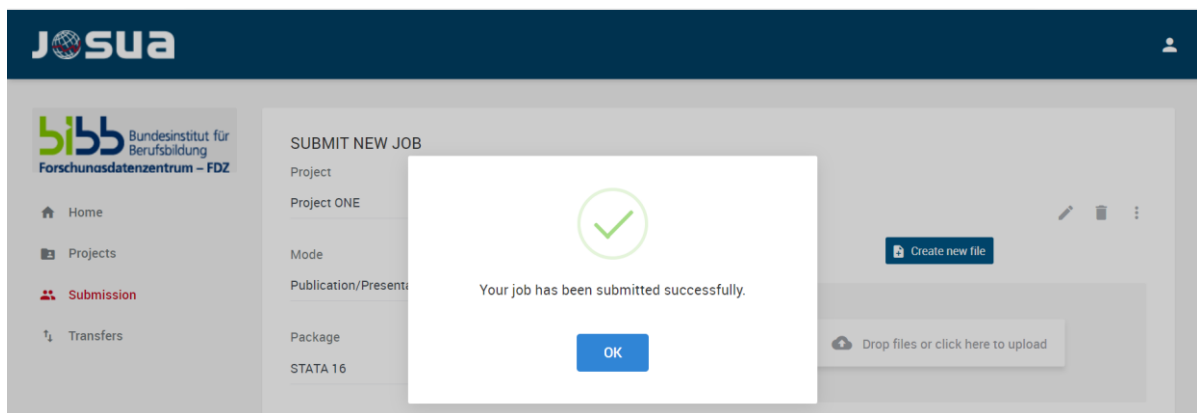 Josua
bibb Bundesinstitut für
Berufsbildung
Forschungsdatenzentrum – FDZ
Home
Projects
Submission
Transfers
SUBMIT NEW JOB
Project
Project ONE
Mode
Publication/Presenta
Package
STATA 16
Create new file
Drop files or click here to upload
Your job has been submitted successfully.
OK